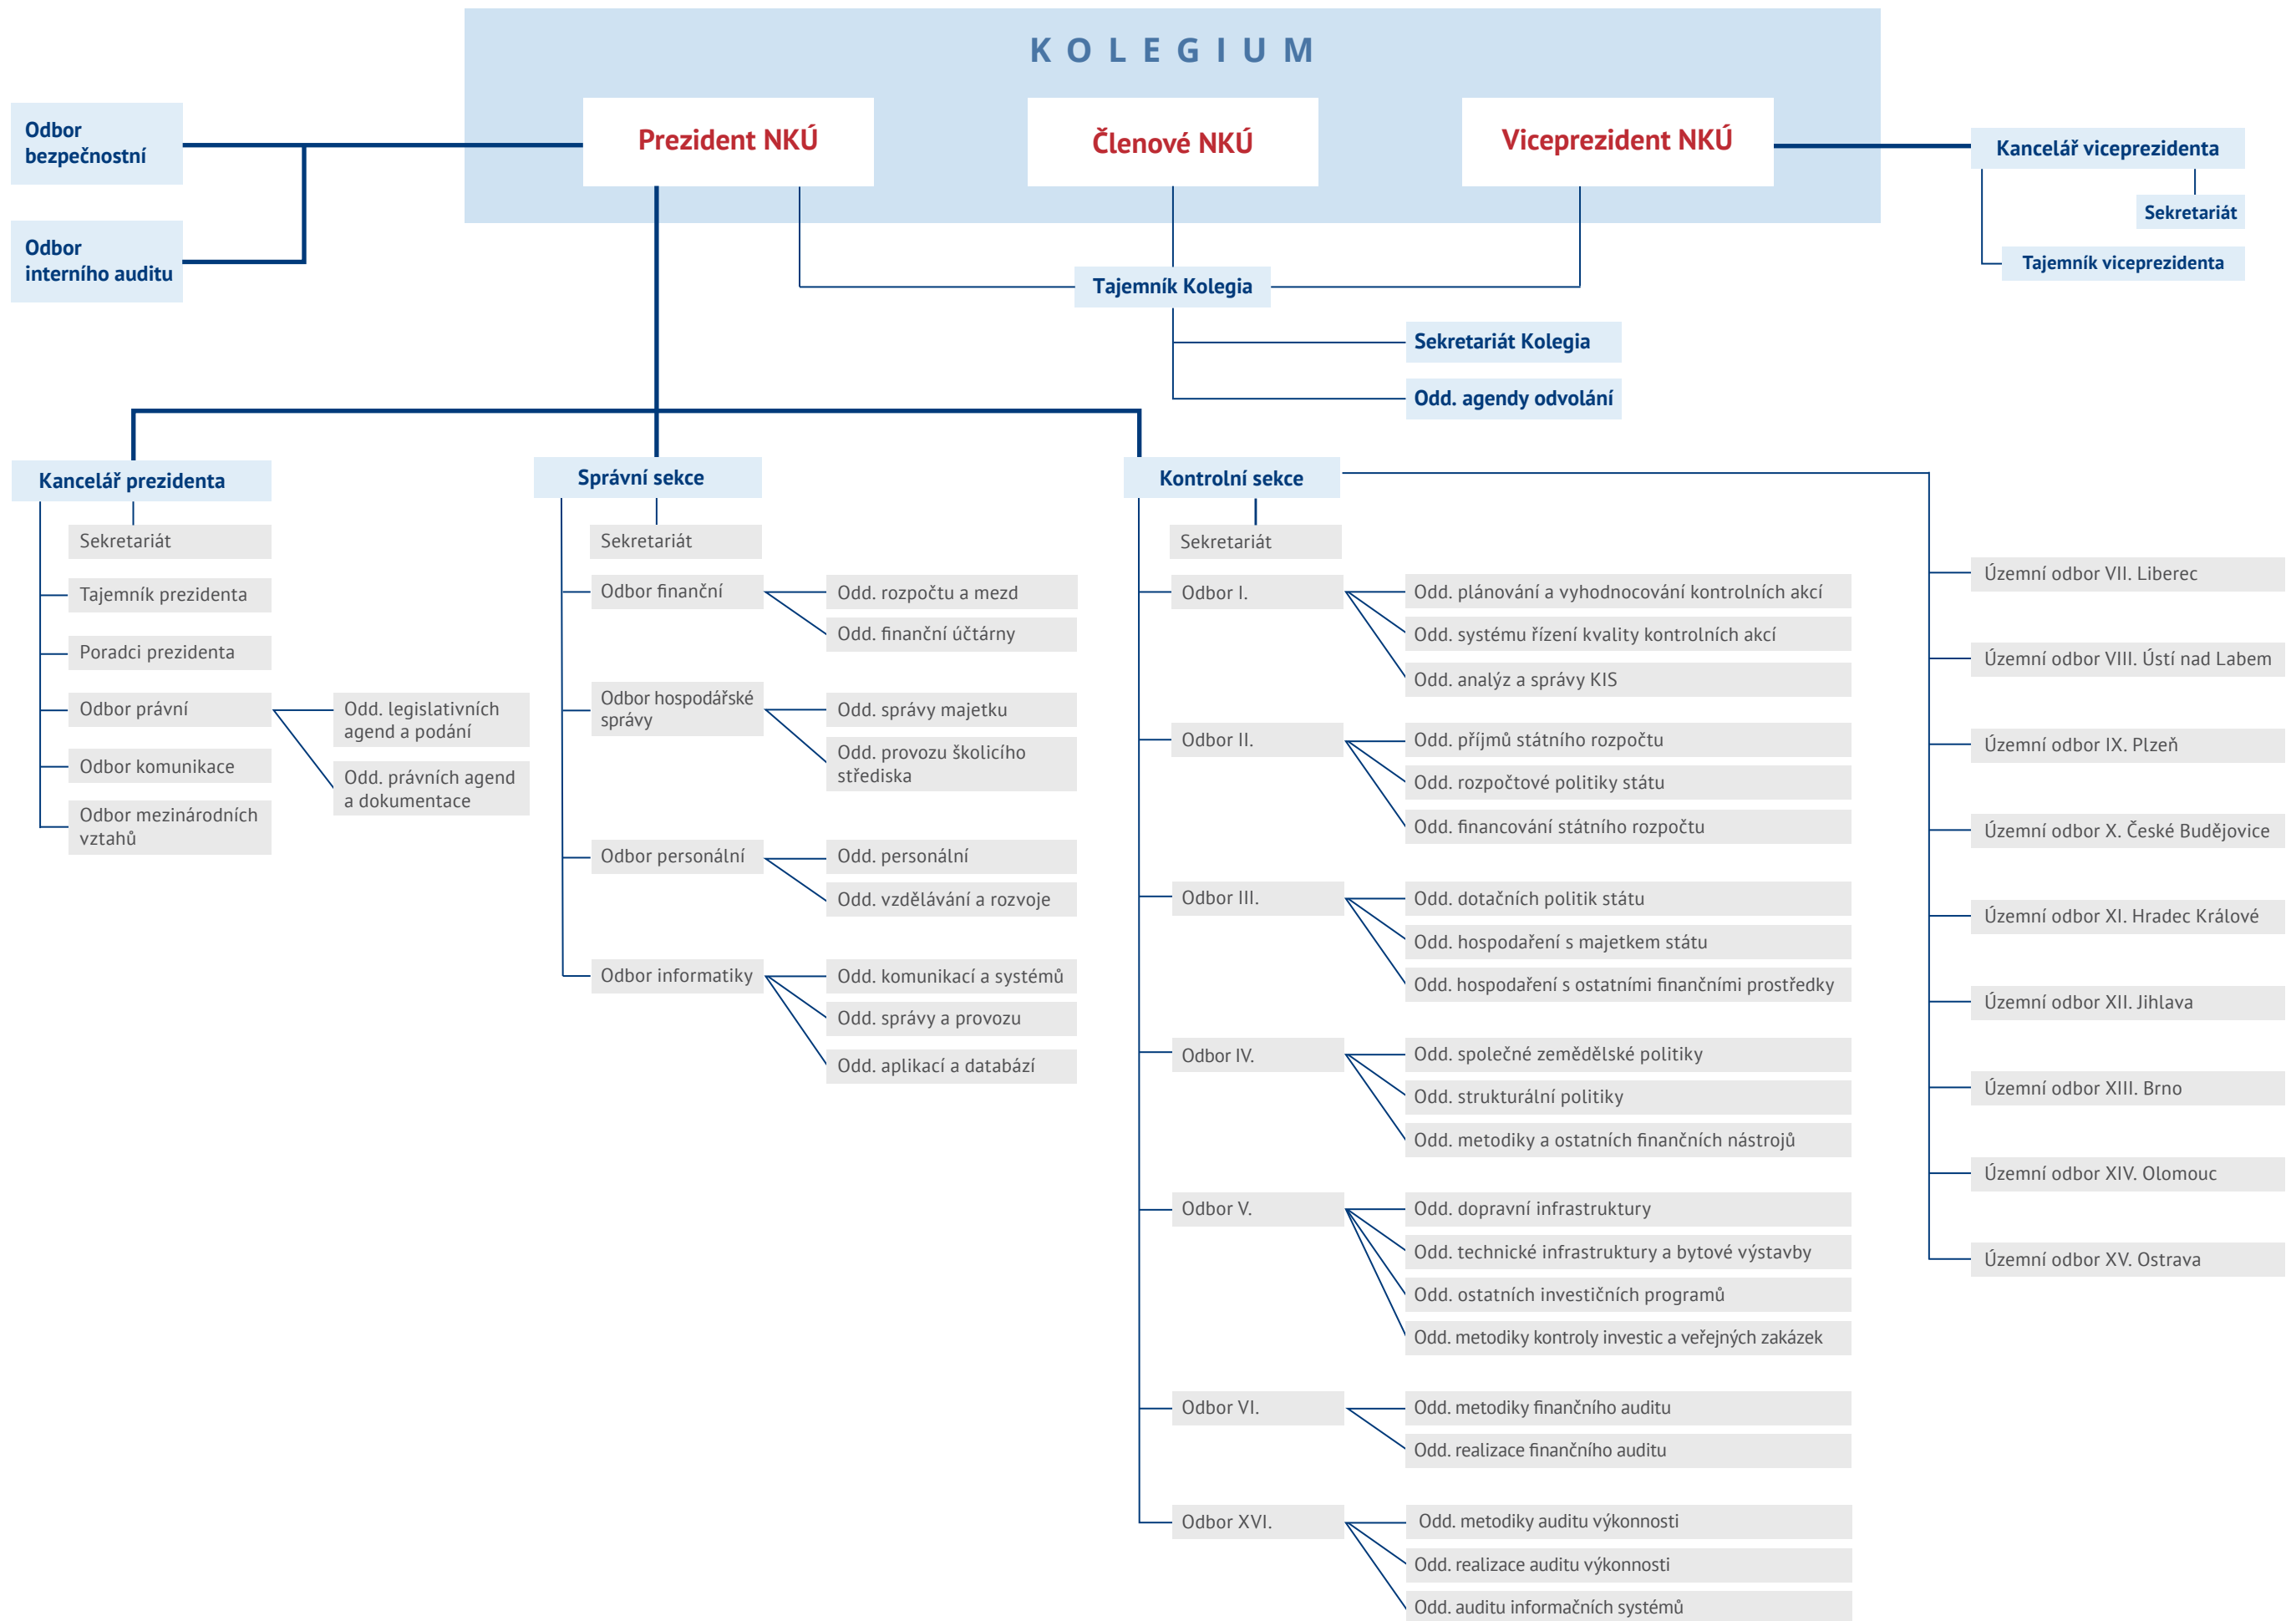 KOLEGIUM
Odbor
bezpečnostní
Prezident NKÚ
Členové NKÚ
Viceprezident NKÚ
Kancelář viceprezidenta
Sekretariát
Odbor
interního auditu
Tajemník viceprezidenta
Tajemník Kolegia
Sekretariát Kolegia
Odd. agendy odvolání
Kancelář prezidenta
Sekretariát
Tajemník prezidenta
Poradci prezidenta
Odbor právní
Odd. legislativních
agend a podání
Odd. právních agend
a dokumentace
Odbor komunikace
Odbor mezinárodních
vztahů
Správní sekce
Sekretariát
Odbor finanční
Odd. rozpočtu a mezd
Odd. finanční účtárny
Odbor hospodářské
správy
Odd. správy majetku
Odd. provozu školicího
střediska
Odbor personální
Odd. personální
Odd. vzdělávání a rozvoje
Odbor informatiky
Odd. komunikací a systémů
Odd. správy a provozu
Odd. aplikací a databází
Kontrolní sekce
Sekretariát
Odbor I.
Odd. plánování a vyhodnocování kontrolních akcí
Odd. systému řízení kvality kontrolních akcí
Odd. analýz a správy KIS
Odbor II.
Odd. příjmů státního rozpočtu
Odd. rozpočtové politiky státu
Odd. financování státního rozpočtu
Odbor III.
Odd. dotačních politik státu
Odd. hospodaření s majetkem státu
Odd. hospodaření s ostatními finančními prostředky
Odbor IV.
Odd. společné zemědělské politiky
Odd. strukturální politiky
Odd. metodiky a ostatních finančních nástrojů
Odbor V.
Odd. dopravní infrastruktury
Odd. technické infrastruktury a bytové výstavby
Odd. ostatních investičních programů
Odd. metodiky kontroly investic a veřejných zakázek
Odbor VI.
Odd. metodiky finančního auditu
Odd. realizace finančního auditu
Odbor XVI.
Odd. metodiky auditu výkonnosti
Odd. realizace auditu výkonnosti
Odd. auditu informačních systémů
Územní odbor VII. Liberec
Územní odbor VIII. Ústí nad Labem
Územní odbor IX. Plzeň
Územní odbor X. České Budějovice
Územní odbor XI. Hradec Králové
Územní odbor XII. Jihlava
Územní odbor XIII. Brno
Územní odbor XIV. Olomouc
Územní odbor XV. Ostrava